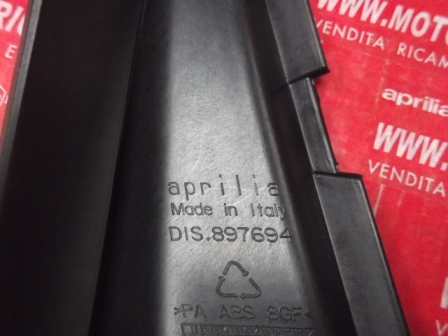 WWW.MOTO
VENDITA RICAM
aprilia
WWW.
VENDITA
aprilia
Made in Italy
DIS.897694
>PA ABS 8GF<